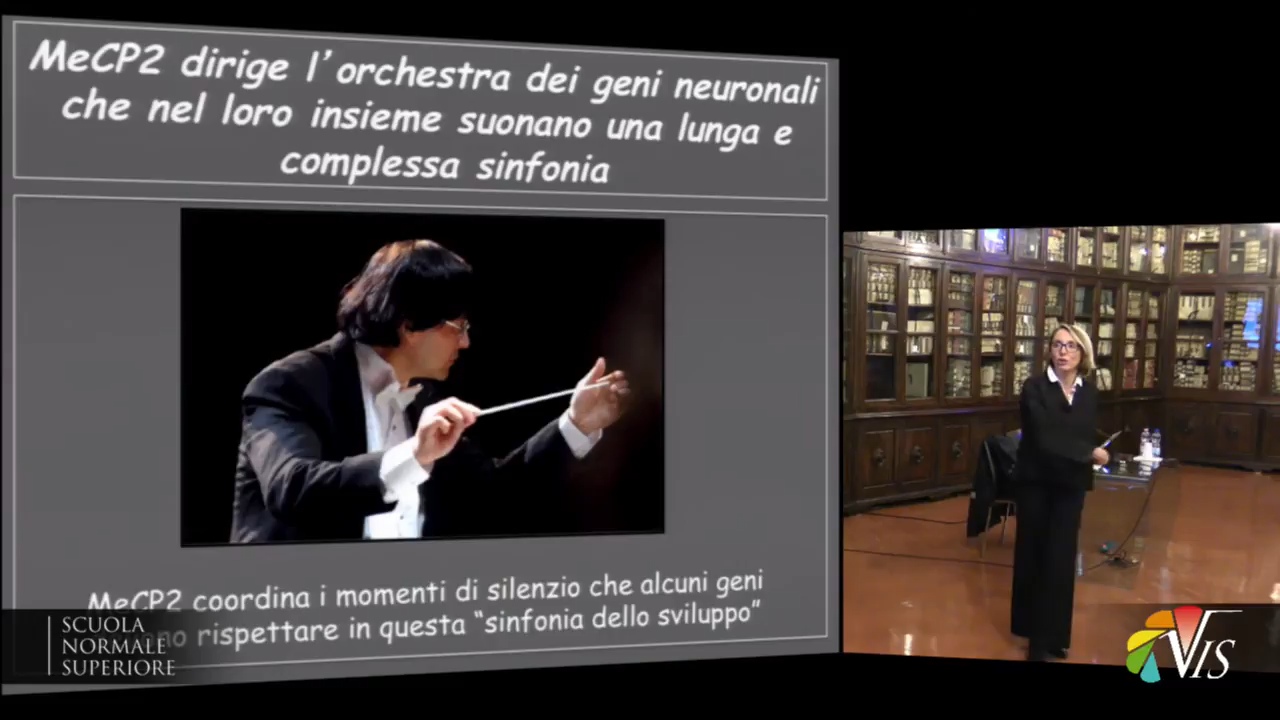 MeCP2 dirige l'orchestra dei geni neuronali
che nel loro insieme suonano una lunga e
complessa sinfonia
MeCP2 coordina i momenti di silenzio che alcuni geni
rispettare in questa “sinfonia dello sviluppo”
SCUOLA
NORMALE
SUPERIORE
VIS